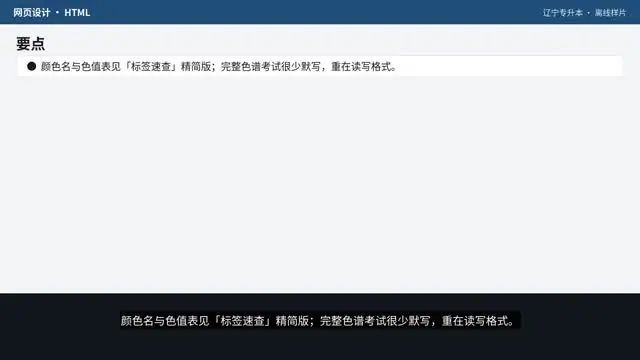 网页设计 · HTML
辽宁专升本 · 离线样片
要点
● 颜色名与色值表见「标签速查」精简版；完整色谱考试很少默写，重在读写格式。
颜色名与色值表见「标签速查」精简版；完整色谱考试很少默写，重在读写格式。